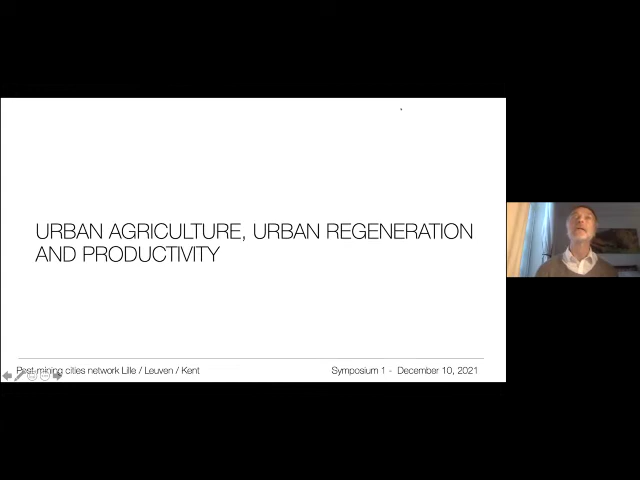 URBAN AGRICULTURE, URBAN REGENERATION
AND PRODUCTIVITY
Post-mining cities network Lille / Leuven / Kent
Symposium 1 - December 10, 2021